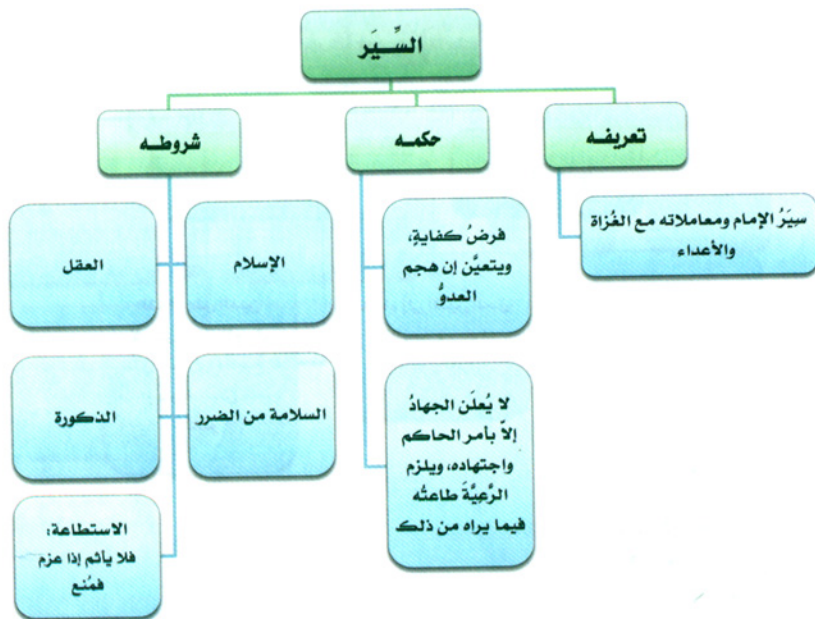 السِّيَر
تعريفه
سِيَرُ الإمام ومعاملاته مع الغُزاة
والأعداء
حكمه
فرضُ كفايةٍ،
ويتعيَّن إن هجم
العدوُّ
لا يُعلَن الجهادُ
إلاّ بأمر الحاكم
واجتهاده، ويلزم
الرَّعِيَّةَ طاعتُه
فيما يراه من ذلك
شروطه
الإسلام
العقل
السلامة من الضرر
الذكورة
الاستطاعة:
فلا يأثم إذا عزم
فمُنع